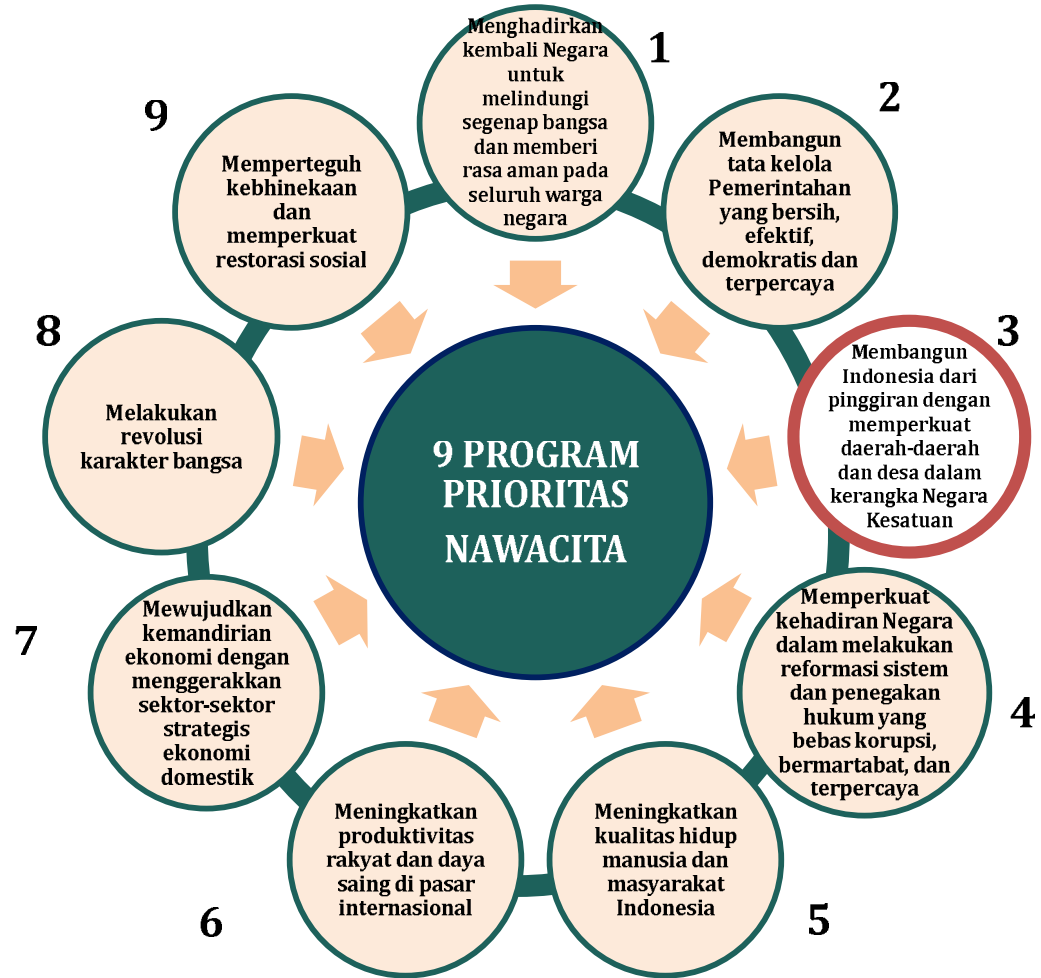 1
Menghadirkan
kembali Negara
untuk
melindungi
segenap bangsa
dan memberi
rasa aman pada
seluruh warga
negara
2
Membangun
tata kelola
Pemerintahan
yang bersih,
efektif,
demokratis dan
terpercaya
3
Membangun
Indonesia dari
pinggiran dengan
memperkuat
daerah-daerah
dan desa dalam
kerangka Negara
Kesatuan
4
Memperkuat
kehadiran Negara
dalam melakukan
reformasi sistem
dan penegakan
hukum yang
bebas korupsi,
bermartabat, dan
terpercaya
5
Meningkatkan
kualitas hidup
manusia dan
masyarakat
Indonesia
6
Meningkatkan
produktivitas
rakyat dan daya
saing di pasar
internasional
7
Mewujudkan
kemandirian
ekonomi dengan
menggerakkan
sektor-sektor
strategis
ekonomi
domestik
8
Melakukan
revolusi
karakter bangsa
9
Memperteguh
kebhinekaan
dan
memperkuat
restorasi sosial
9 PROGRAM
PRIORITAS
NAWACITA